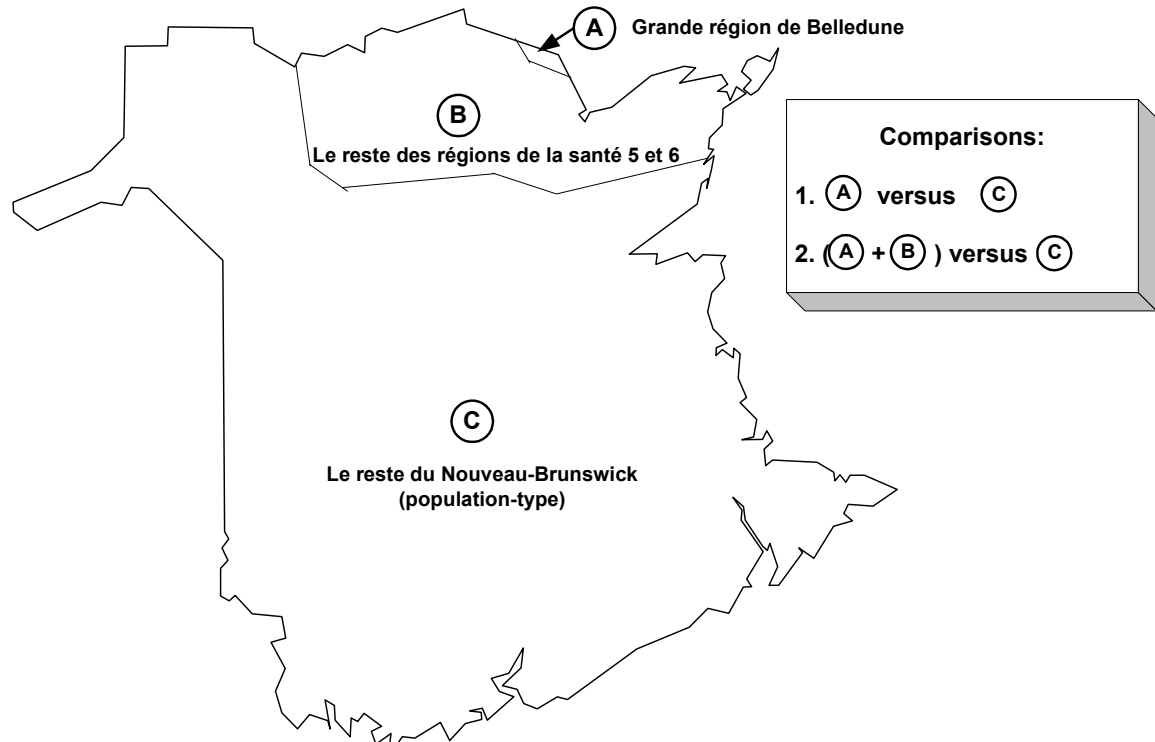 A Grande région de Belledune
B
Le reste des régions de la santé 5 et 6
C
Le reste du Nouveau-Brunswick
(population-type)
Comparisons:
1. A versus C
2. (A + B ) versus C